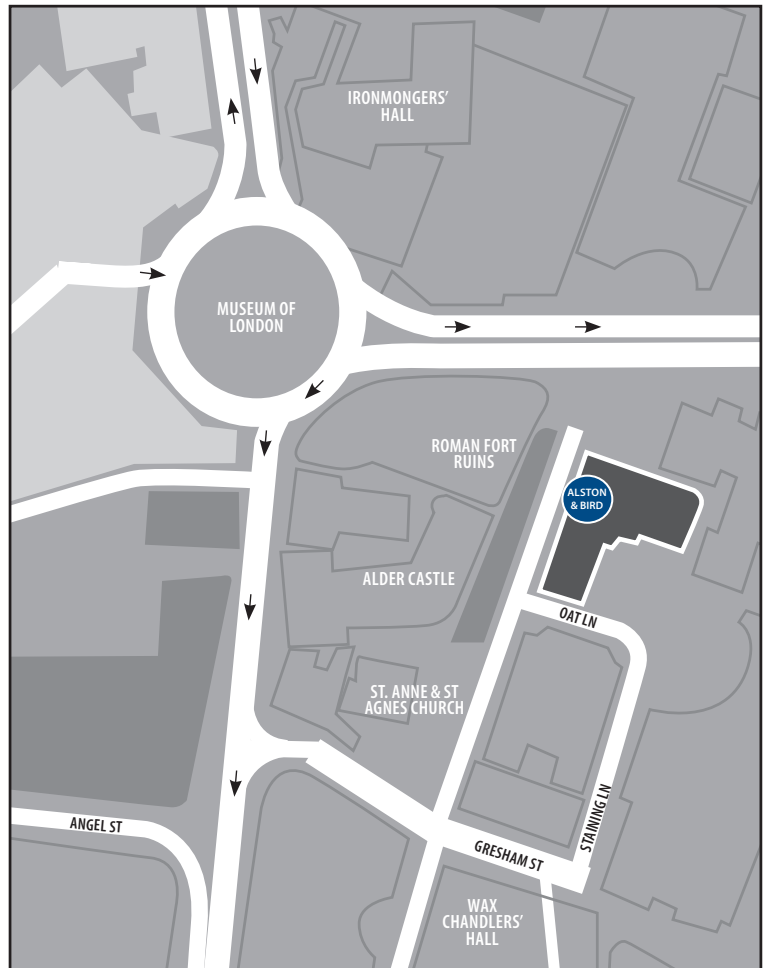 IRONMONGERS'
HALL
MUSEUM OF
LONDON
ROMAN FORT
RUINS
ALSTON
& BIRD
ALDER CASTLE
OAT LN
ST. ANNE & ST
AGNES CHURCH
STAINING LN
ANGEL ST
GRESHAM ST
WAX
CHANDLERS'
HALL